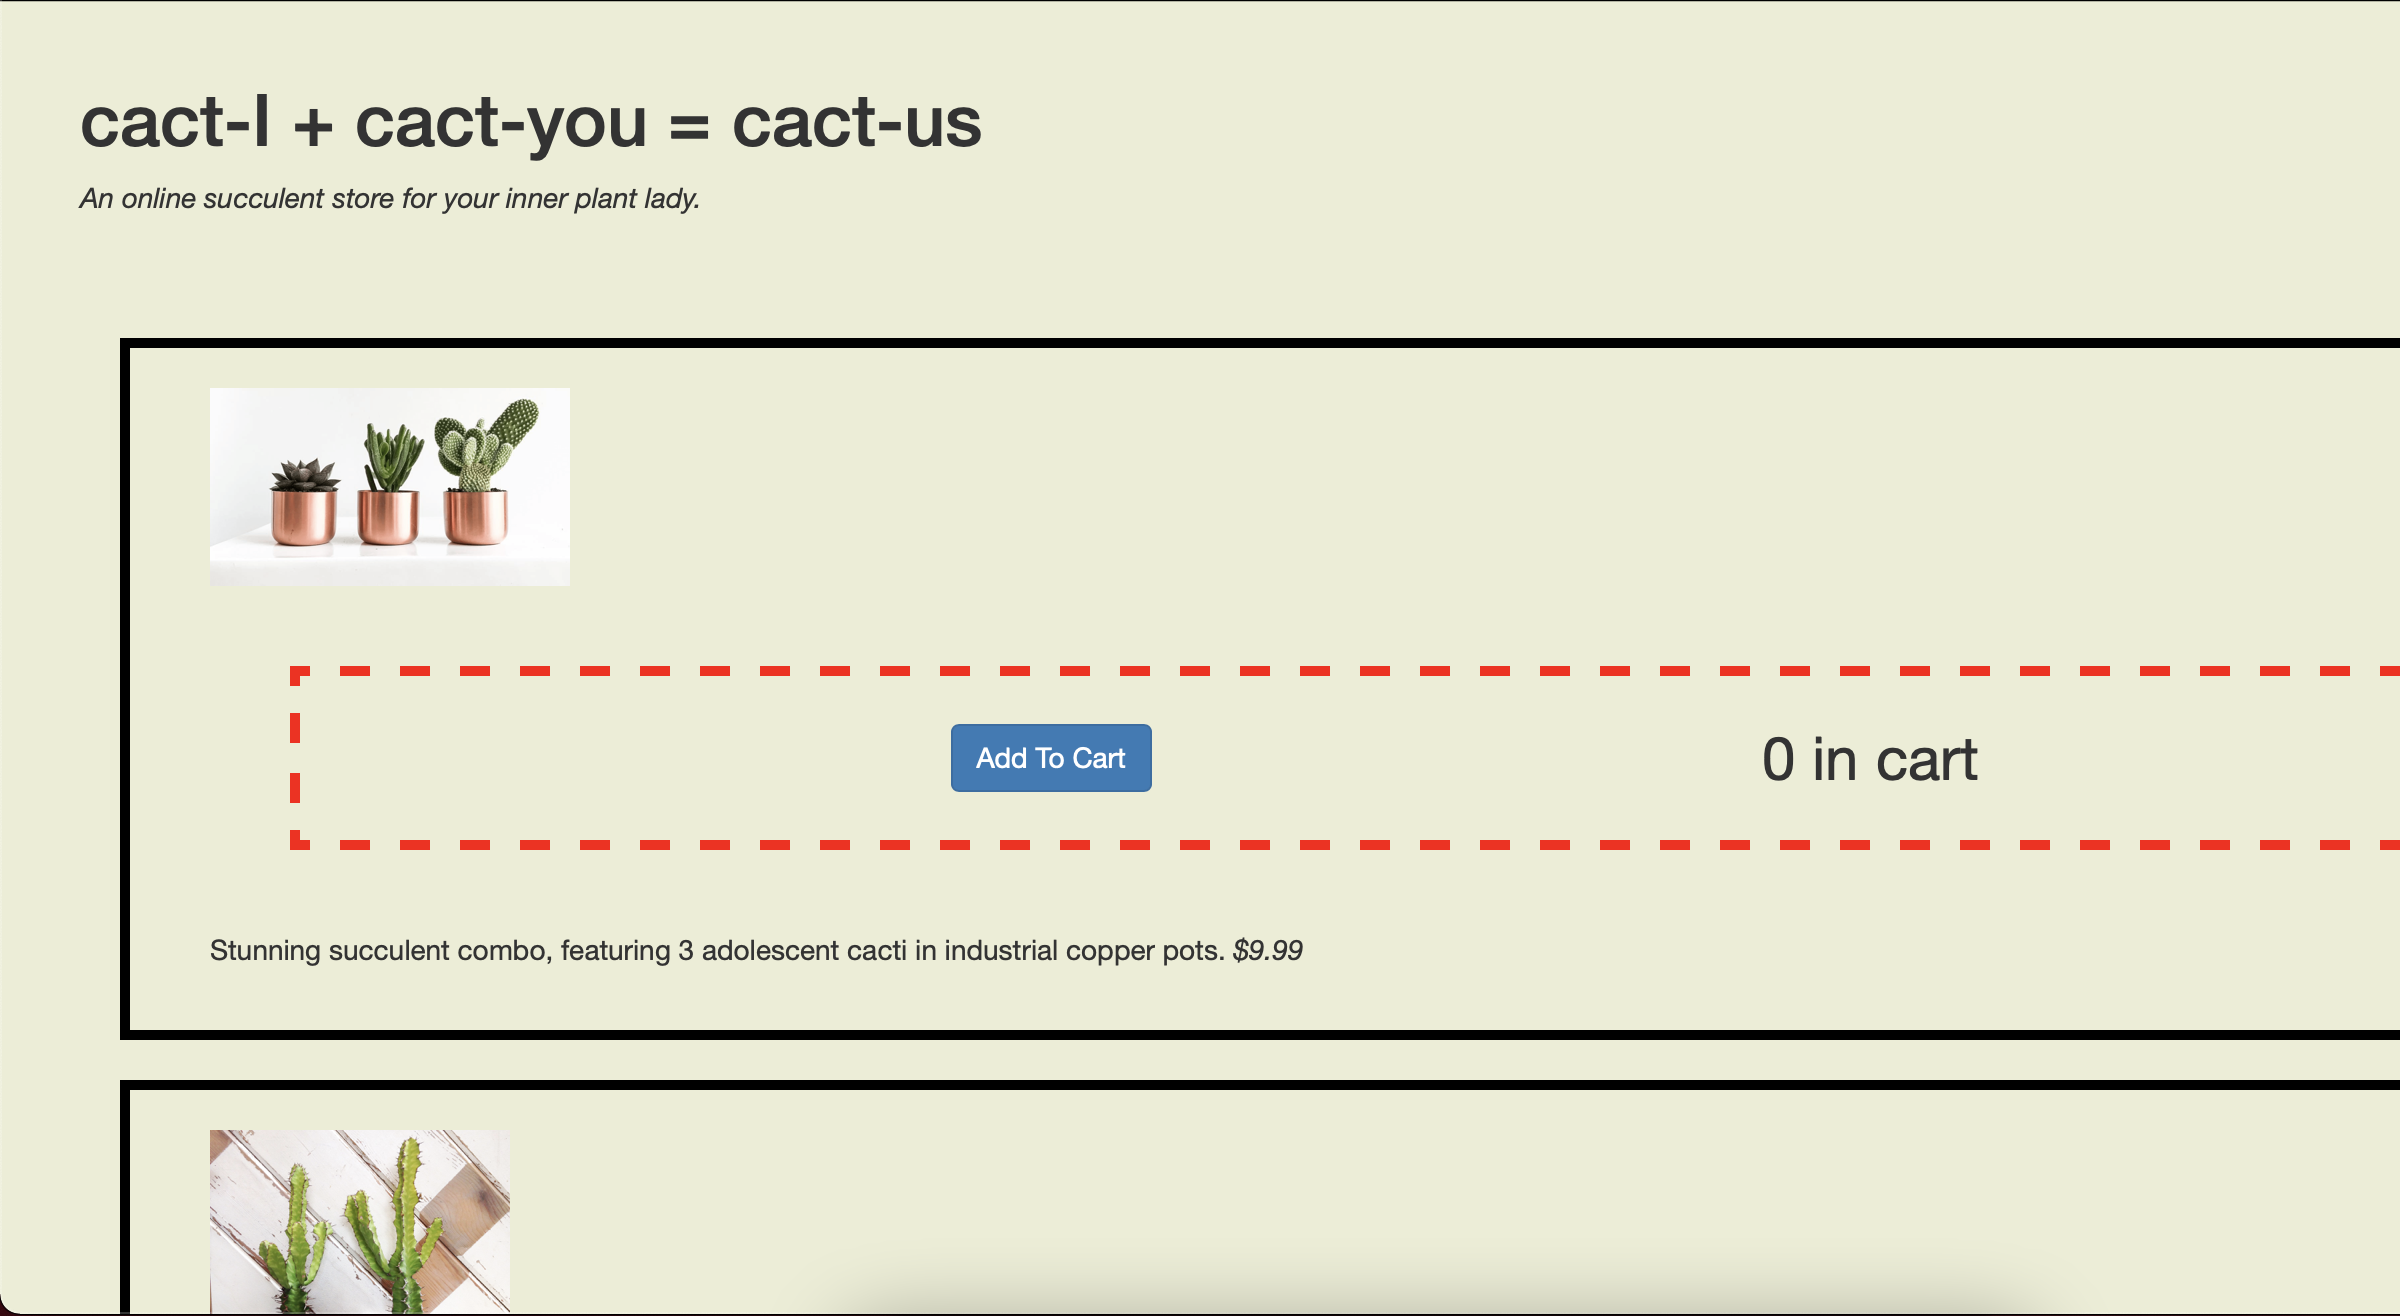 cact-I + cact-you = cact-us
An online succulent store for your inner plant lady.
Add To Cart
0 in cart
Stunning succulent combo, featuring 3 adolescent cacti in industrial copper pots. $9.99